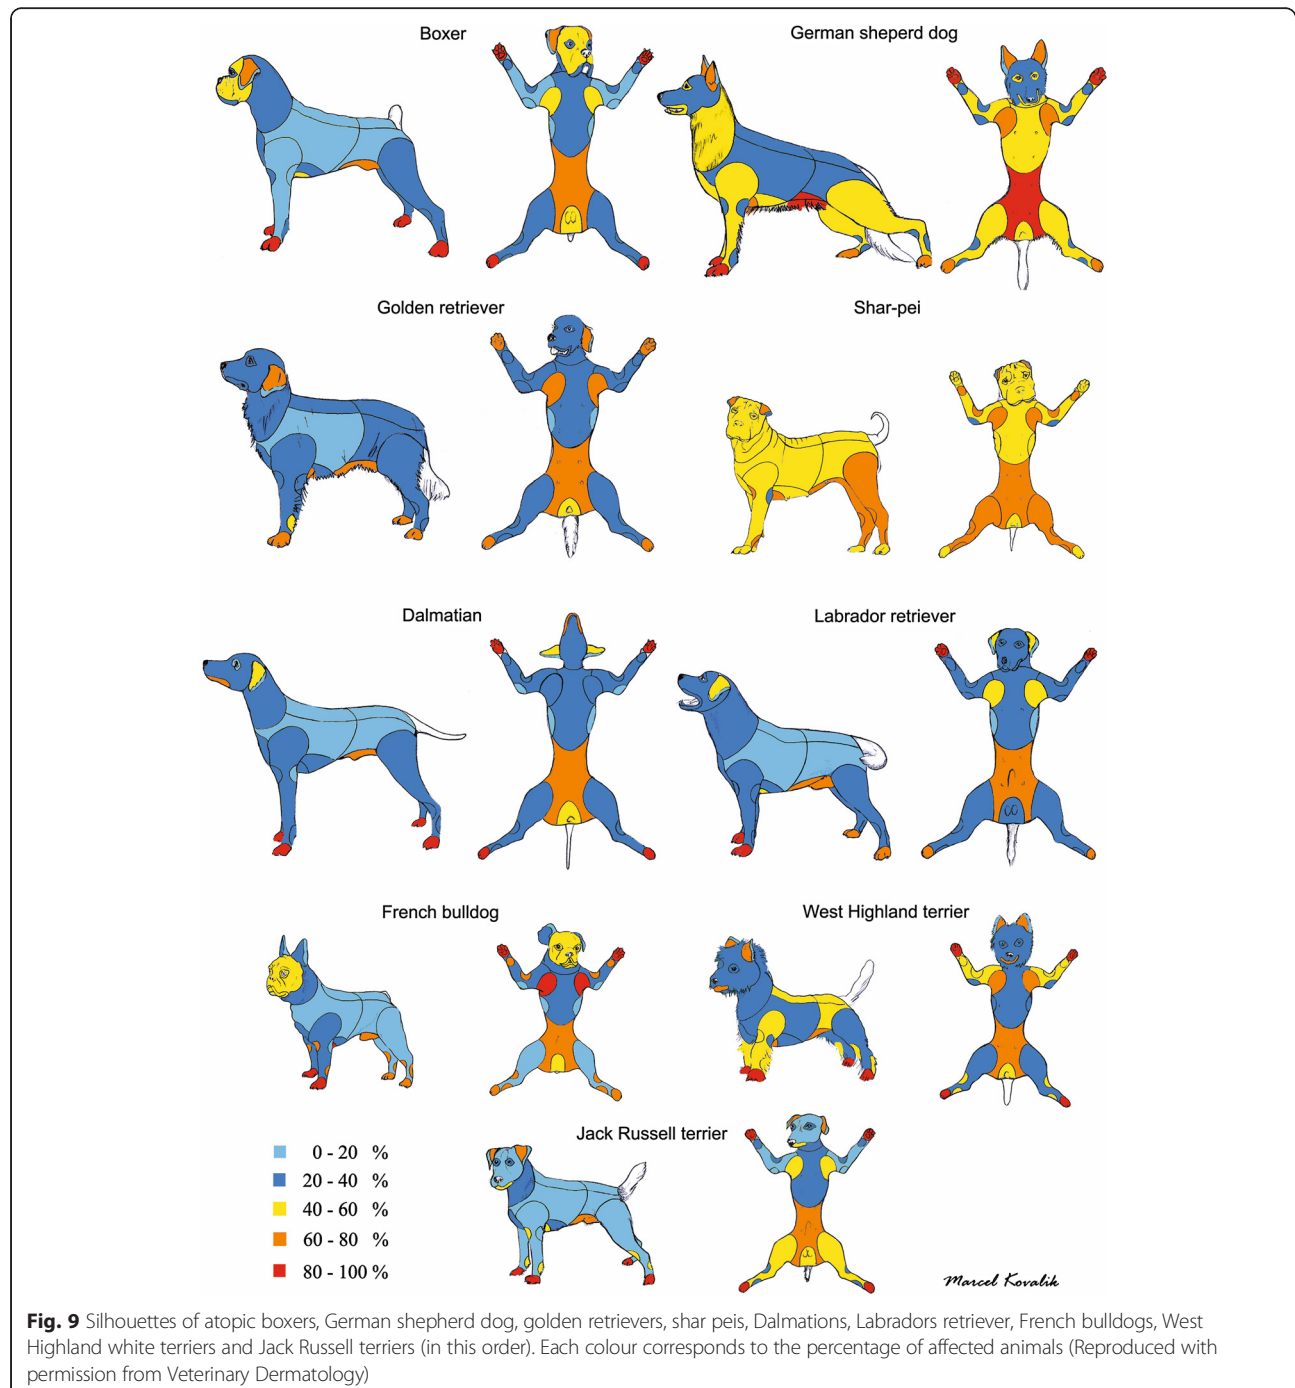 Boxer
German sheperd dog
Golden retriever
Shar-pei
Dalmatian
Labrador retriever
French bulldog
West Highland terrier
Jack Russell terrier
0 - 20 %
20 - 40 %
40 - 60 %
60 - 80 %
80 - 100 %
Marcel Kovalik
Fig. 9 Silhouettes of atopic boxers, German shepherd dog, golden retrievers, shar peis, Dalmations, Labradors retriever, French bulldogs, West
Highland white terriers and Jack Russell terriers (in this order). Each colour corresponds to the percentage of affected animals (Reproduced with
permission from Veterinary Dermatology)